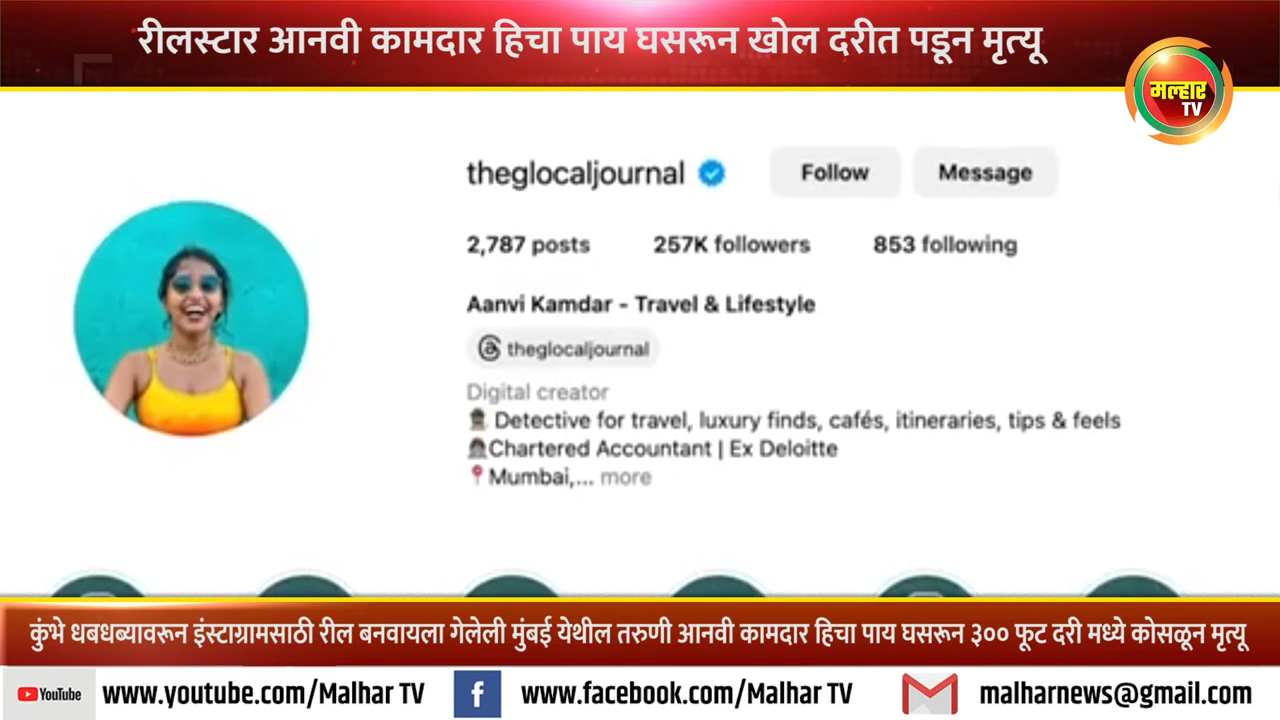 रीलस्टार आनवी कामदार हिचा पाय घसरून खोल दरीत पडून मृत्यू
मल्हार
TV
theglocaljournal Follow Message
2,787 posts 257K followers 853 following
Aanvi Kamdar - Travel & Lifestyle
theglocaljournal
Digital creator
Detective for travel, luxury finds, cafés, itineraries, tips & feels
Chartered Accountant | Ex Deloitte
Mumbai,... more
कुंभे धबधब्यावरून इंस्टाग्रामसाठी रील बनवायला गेलेली मुंबई येथील तरुणी आनवी कामदार हिचा पाय घसरून ३०० फूट दरी मध्ये कोसळून मृत्यू
YouTube www.youtube.com/Malhar TV f www.facebook.com/Malhar TV malharnews@gmail.com